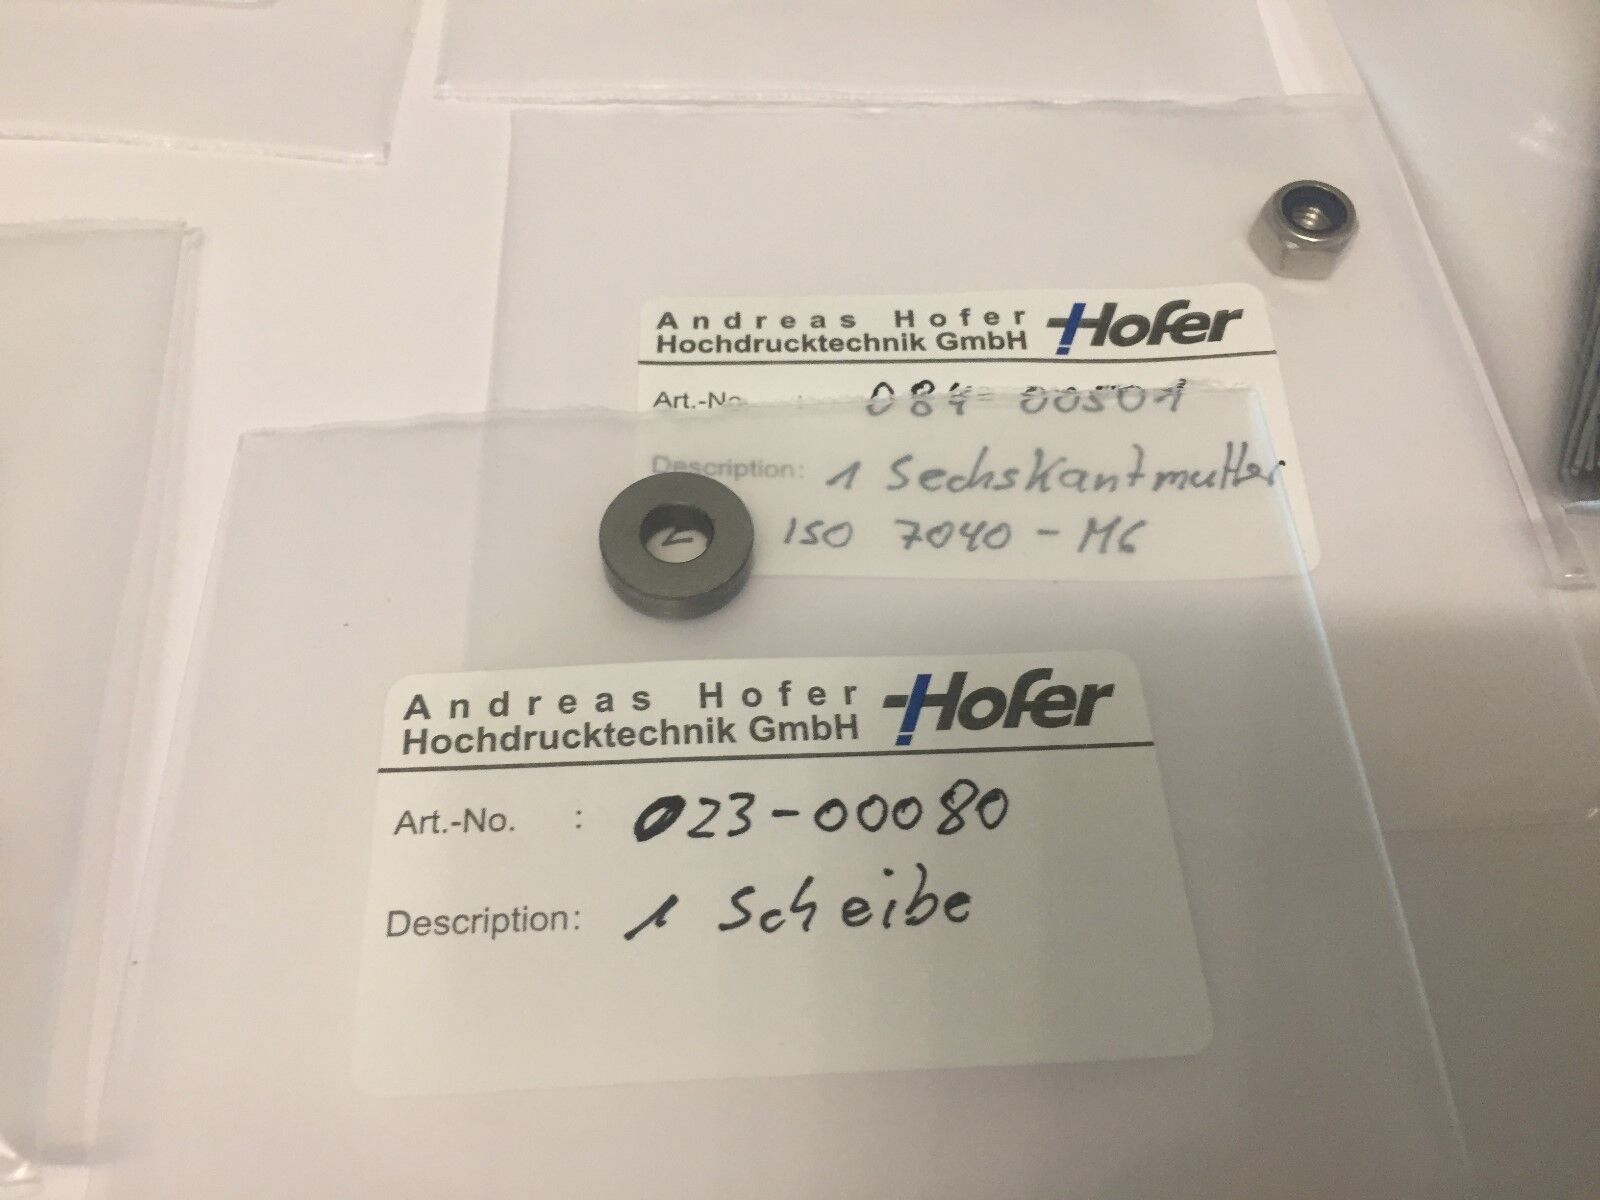 Andreas Hofer
Hochdrucktechnik GmbH
Hofer
Art.-No. : 084-00501
Description: 1 Sechskantmutter
ISO 7040-M6
Andreas Hofer
Hochdrucktechnik GmbH
Hofer
Art.-No. : 023-00080
Description: 1 Scheibe